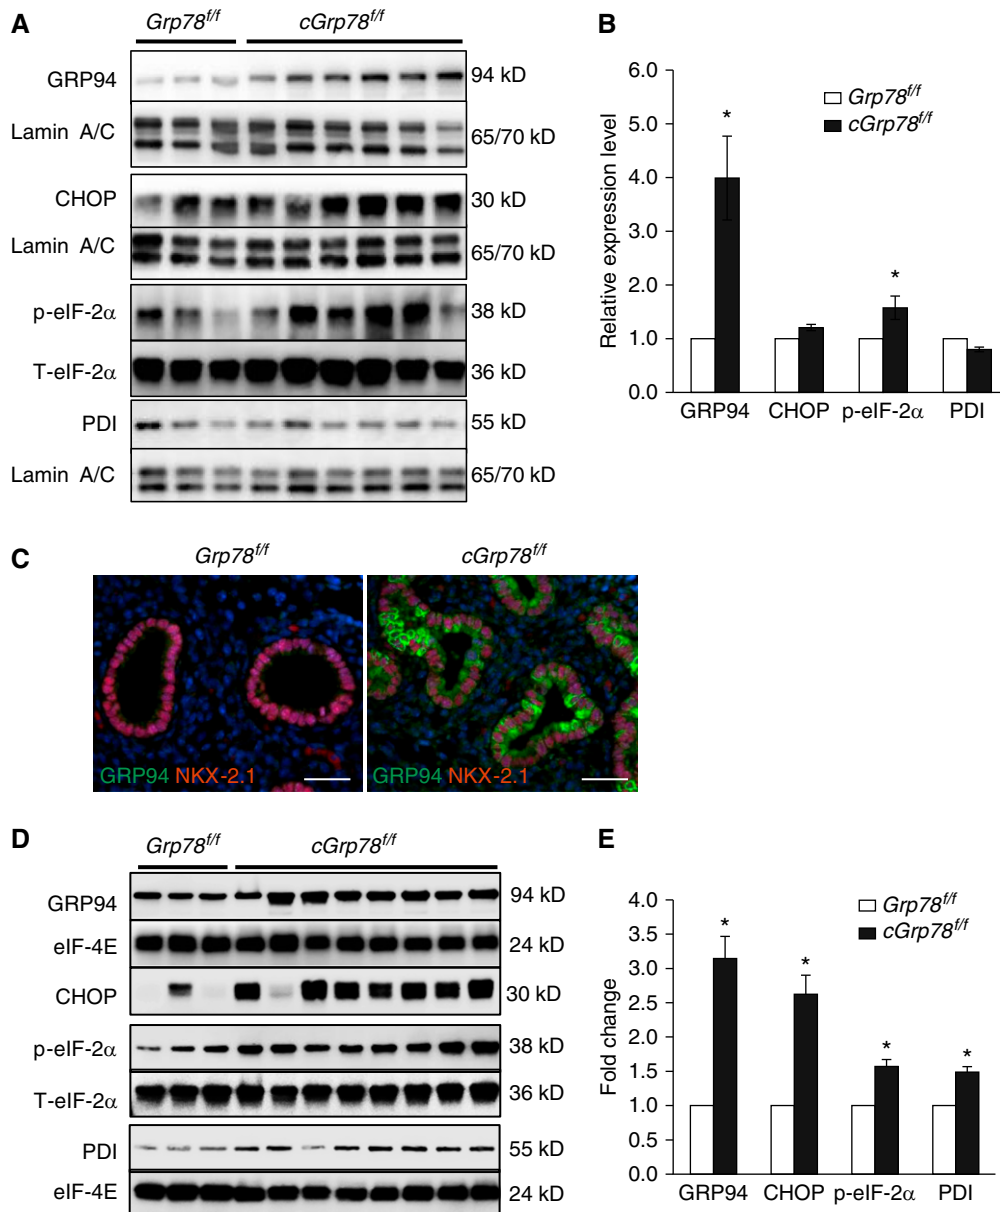 A
Grp78f/f cGrp78f/f
GRP94 94 kD
Lamin A/C 65/70 kD
CHOP 30 kD
Lamin A/C 65/70 kD
p-eIF-2α 38 kD
T-eIF-2α 36 kD
PDI 55 kD
Lamin A/C 65/70 kD
B
Relative expression level
6.0
5.0
4.0
3.0
2.0
1.0
0.0
Grp78f/f
cGrp78f/f
*
*
GRP94 CHOP p-eIF-2α PDI
C
Grp78f/f cGrp78f/f
GRP94 NKX-2.1 GRP94 NKX-2.1
D
Grp78f/f cGrp78f/f
GRP94 94 kD
eIF-4E 24 kD
CHOP 30 kD
p-eIF-2α 38 kD
T-eIF-2α 36 kD
PDI 55 kD
eIF-4E 24 kD
E
Fold change
4.0
3.5
3.0
2.5
2.0
1.5
1.0
0.5
0.0
Grp78f/f
cGrp78f/f
*
*
*
*
GRP94 CHOP p-eIF-2α PDI